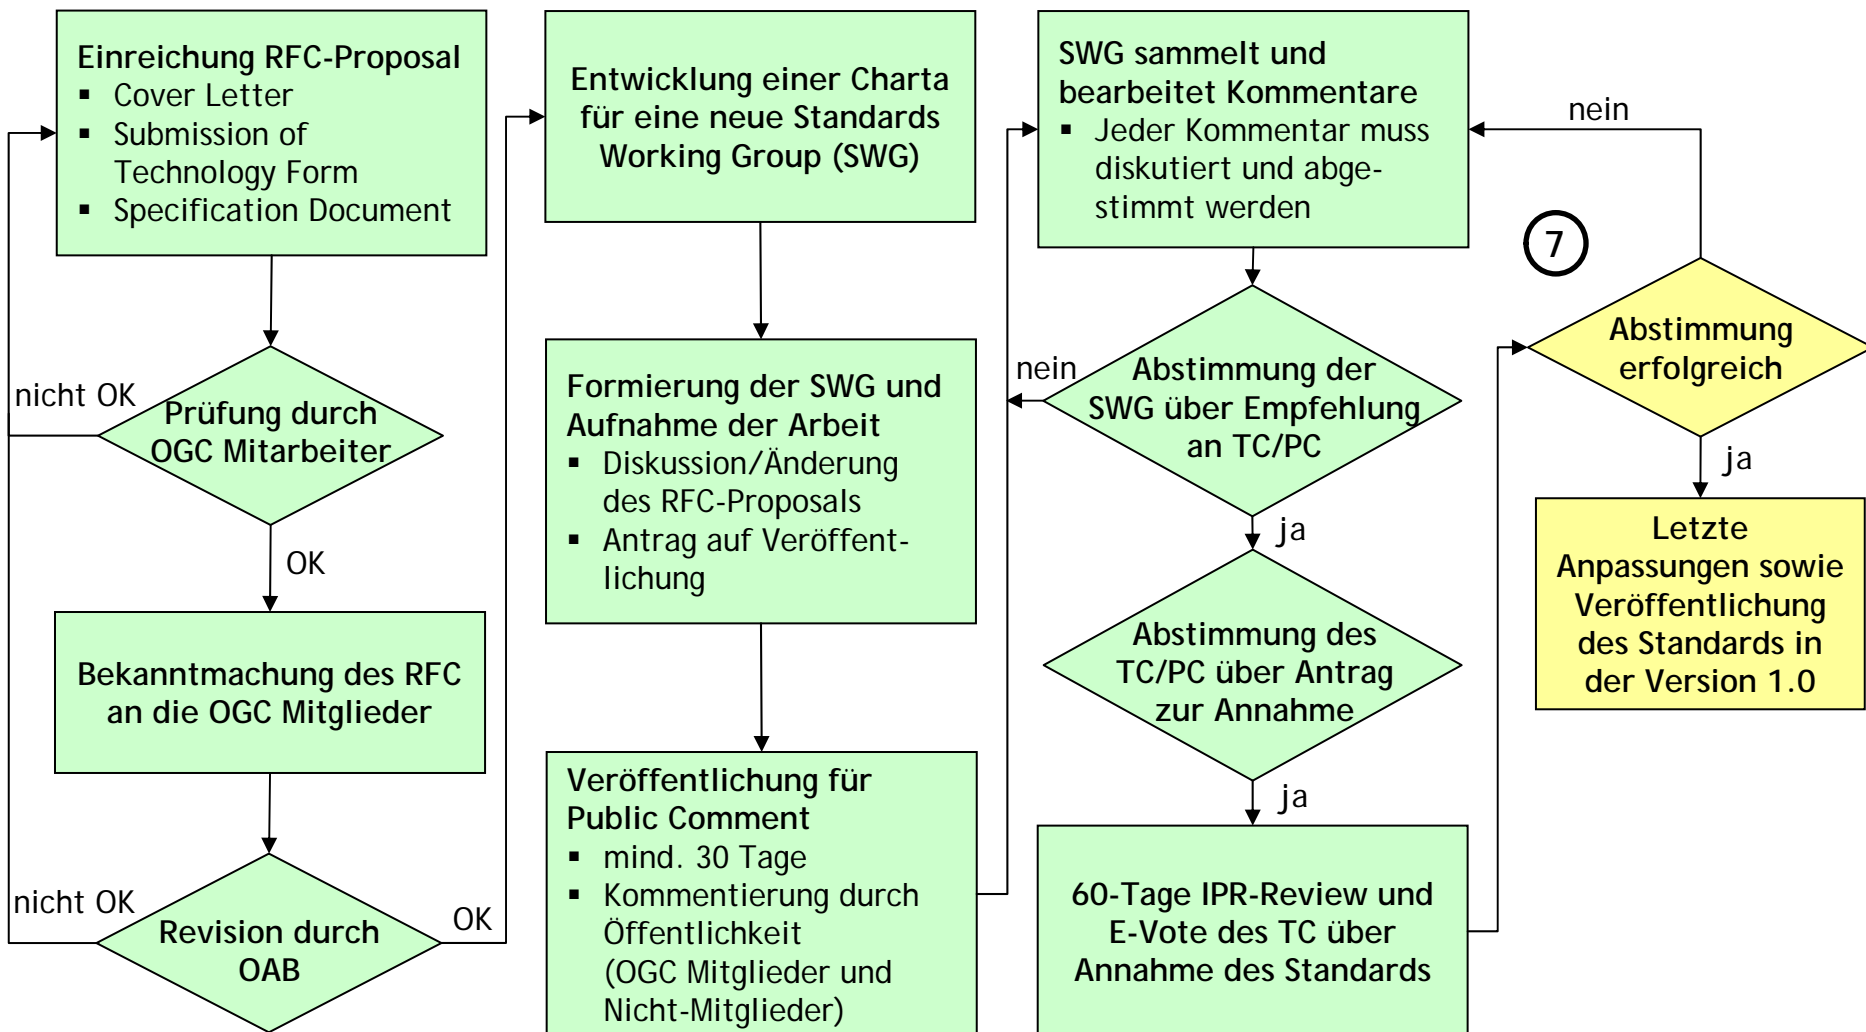 Einreichung RFC-Proposal
▪ Cover Letter
▪ Submission of
Technology Form
▪ Specification Document
nicht OK
Prüfung durch
OGC Mitarbeiter
OK
Bekanntmachung des RFC
an die OGC Mitglieder
nicht OK
Revision durch
OAB
OK
Entwicklung einer Charta
für eine neue Standards
Working Group (SWG)
Formierung der SWG und
Aufnahme der Arbeit
▪ Diskussion/Änderung
des RFC-Proposals
▪ Antrag auf Veröffent-
lichung
Veröffentlichung für
Public Comment
▪ mind. 30 Tage
▪ Kommentierung durch
Öffentlichkeit
(OGC Mitglieder und
Nicht-Mitglieder)
SWG sammelt und
bearbeitet Kommentare
▪ Jeder Kommentar muss
diskutiert und abge-
stimmt werden
nein
Abstimmung der
SWG über Empfehlung
an TC/PC
ja
Abstimmung des
TC/PC über Antrag
zur Annahme
ja
60-Tage IPR-Review und
E-Vote des TC über
Annahme des Standards
nein
7
Abstimmung
erfolgreich
ja
Letzte
Anpassungen sowie
Veröffentlichung
des Standards in
der Version 1.0